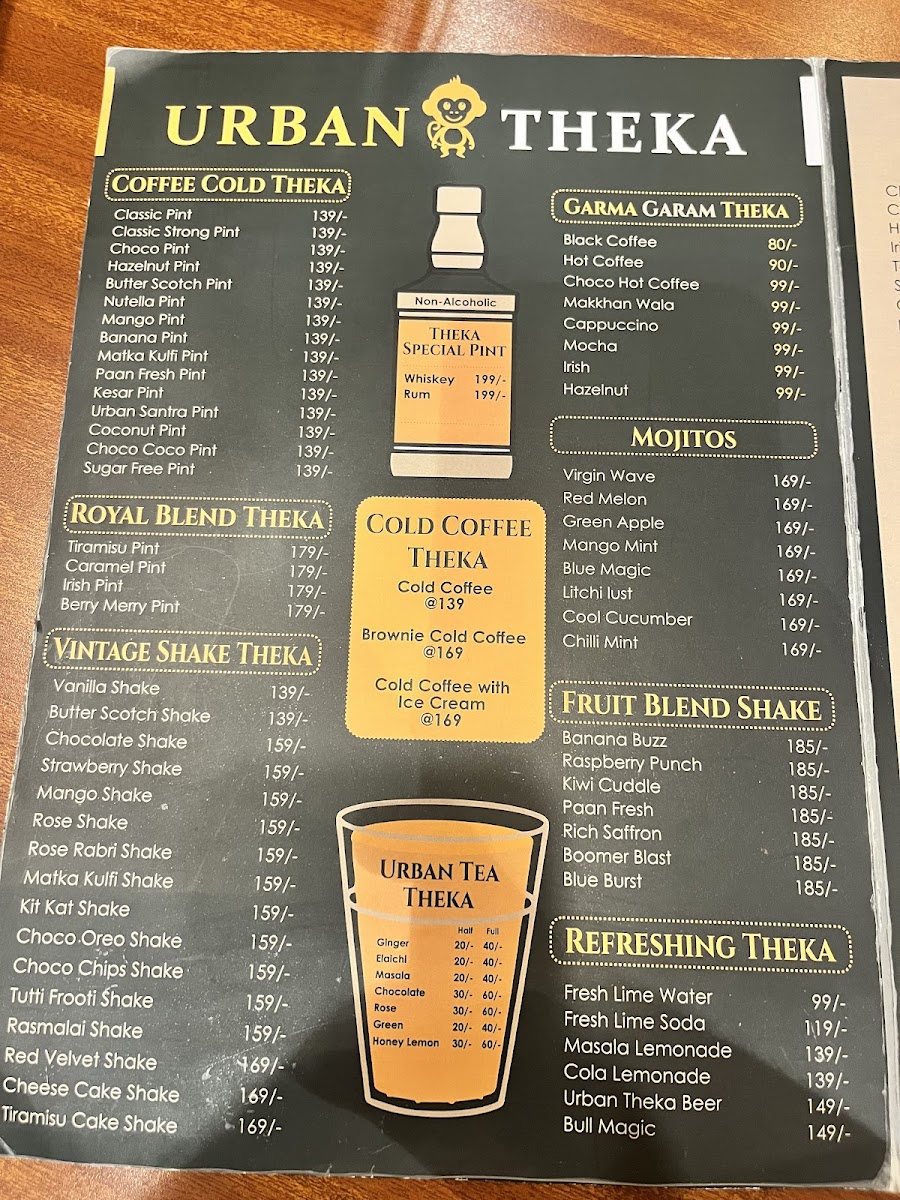 URBAN THEKA
COFFEE COLD THEKA
Classic Pint 139/-
Classic Strong Pint 139/-
Choco Pint 139/-
Hazelnut Pint 139/-
Butter Scotch Pint 139/-
Nutella Pint 139/-
Mango Pint 139/-
Banana Pint 139/-
Matka Kulfi Pint 139/-
Paan Fresh Pint 139/-
Kesar Pint 139/-
Urban Santra Pint 139/-
Coconut Pint 139/-
Choco Coco Pint 139/-
Sugar Free Pint 139/-
ROYAL BLEND THEKA
Tiramisu Pint 179/-
Caramel Pint 179/-
Irish Pint 179/-
Berry Merry Pint 179/-
VINTAGE SHAKE THEKA
Vanilla Shake 139/-
Butter Scotch Shake 139/-
Chocolate Shake 159/-
Strawberry Shake 159/-
Mango Shake 159/-
Rose Shake 159/-
Rose Rabri Shake 159/-
Matka Kulfi Shake 159/-
Kit Kat Shake 159/-
Choco Oreo Shake 159/-
Choco Chips Shake 159/-
Tutti Frooti Shake 159/-
Rasmalai Shake 159/-
Red Velvet Shake 169/-
Cheese Cake Shake 169/-
Tiramisu Cake Shake 169/-
Non-Alcoholic
THEKA
SPECIAL PINT
Whiskey 199/-
Rum 199/-
COLD COFFEE
THEKA
Cold Coffee
@139
Brownie Cold Coffee
@169
Cold Coffee with
Ice Cream
@169
URBAN TEA
THEKA
Half Full
Ginger 20/- 40/-
Elaichi 20/- 40/-
Masala 20/- 40/-
Chocolate 30/- 60/-
Rose 30/- 60/-
Green 20/- 40/-
Honey Lemon 30/- 60/-
GARMA GARAM THEKA
Black Coffee 80/-
Hot Coffee 90/-
Choco Hot Coffee 99/-
Makkhan Wala 99/-
Cappuccino 99/-
Mocha 99/-
Irish 99/-
Hazelnut 99/-
MOJITOS
Virgin Wave 169/-
Red Melon 169/-
Green Apple 169/-
Mango Mint 169/-
Blue Magic 169/-
Litchi lust 169/-
Cool Cucumber 169/-
Chilli Mint 169/-
FRUIT BLEND SHAKE
Banana Buzz 185/-
Raspberry Punch 185/-
Kiwi Cuddle 185/-
Paan Fresh 185/-
Rich Saffron 185/-
Boomer Blast 185/-
Blue Burst 185/-
REFRESHING THEKA
Fresh Lime Water 99/-
Fresh Lime Soda 119/-
Masala Lemonade 139/-
Cola Lemonade 139/-
Urban Theka Beer 149/-
Bull Magic 149/-